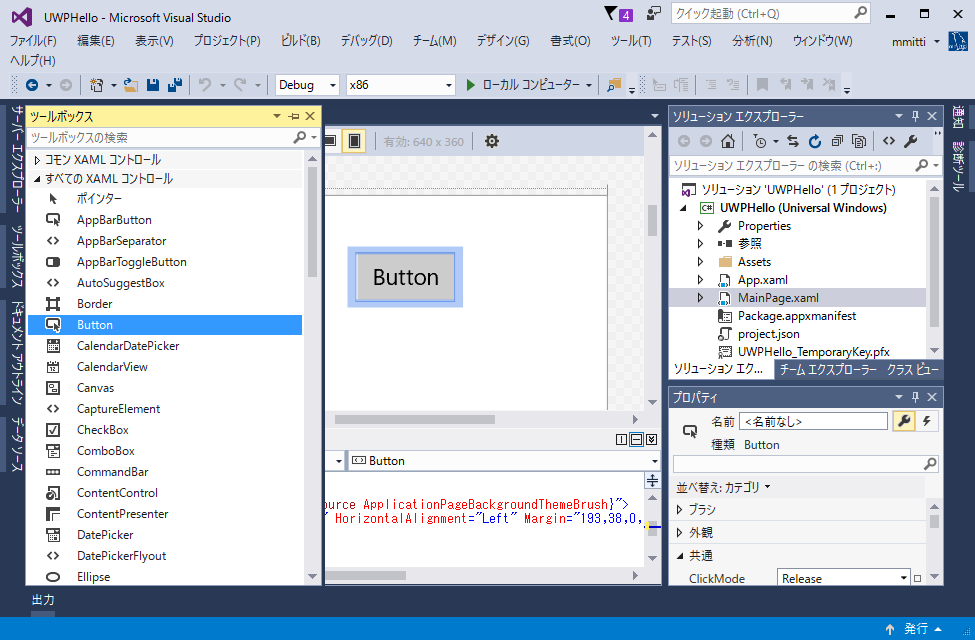 UWPHello - Microsoft Visual Studio
4
クイック起動 (Ctrl+Q)
ファイル(F) 編集(E) 表示(V) プロジェクト(P) ビルド(B) デバッグ(D) チーム(M) デザイン(G) 書式(O) ツール(T) テスト(S) 分析(N) ウィンドウ(W) mmitti
ヘルプ(H)
Debug x86 ローカル コンピューター
サーバー エクスプローラー
ツールボックス
ドキュメント アウトライン
データ ソース
ツールボックス
ツールボックスの検索
コモン XAML コントロール
すべての XAML コントロール
ポインター
AppBarButton
AppBarSeparator
AppBarToggleButton
AutoSuggestBox
Border
Button
CalendarDatePicker
CalendarView
Canvas
CaptureElement
CheckBox
ComboBox
CommandBar
ContentControl
ContentPresenter
DatePicker
DatePickerFlyout
Ellipse
有効: 640 x 360
Button
Button
ource ApplicationPageBackgroundThemeBrush}">
" HorizontalAlignment="Left" Margin="193,38,0,
ソリューション エクスプローラー
ソリューション エクスプローラー の検索 (Ctrl+:)
ソリューション 'UWPHello' (1 プロジェクト)
UWPHello (Universal Windows)
Properties
参照
Assets
App.xaml
MainPage.xaml
Package.appxmanifest
project.json
UWPHello_TemporaryKey.pfx
ソリューション エク... チーム エクスプローラー クラス ビュー
プロパティ
名前 <名前なし>
種類 Button
並べ替え: カテゴリ
ブラシ
外観
共通
ClickMode Release
通知
診断ツール
出力
発行